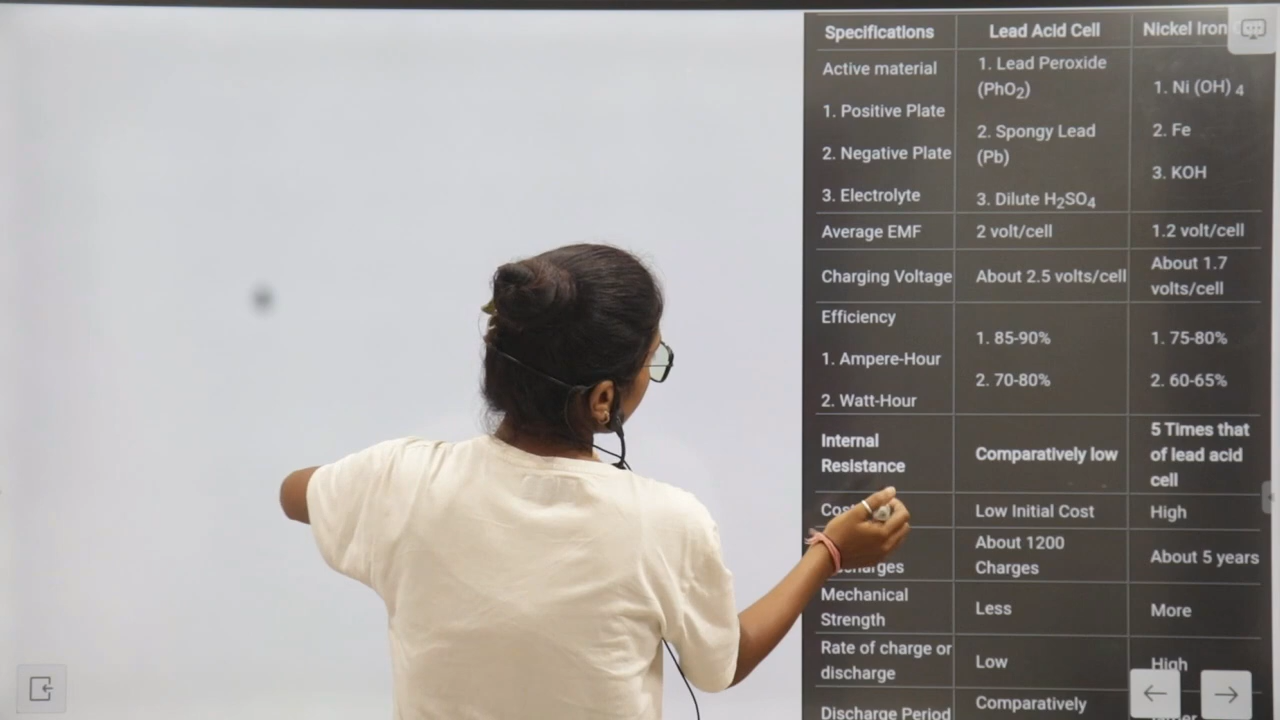 Specifications Lead Acid Cell Nickel Iron
Active material
1. Positive Plate
2. Negative Plate
3. Electrolyte
1. Lead Peroxide
(PhO2)
2. Spongy Lead
(Pb)
3. Dilute H2SO4
1. Ni (OH) 4
2. Fe
3. KOH
Average EMF 2 volt/cell 1.2 volt/cell
Charging Voltage About 2.5 volts/cell About 1.7
volts/cell
Efficiency
1. Ampere-Hour
2. Watt-Hour
1. 85-90%
2. 70-80%
1. 75-80%
2. 60-65%
Internal
Resistance
Comparatively low
5 Times that
of lead acid
cell
Low Initial Cost High
About 1200
Charges
About 5 years
Mechanical
Strength
Less More
Rate of charge or
discharge
Low High
Discharge Period Comparatively